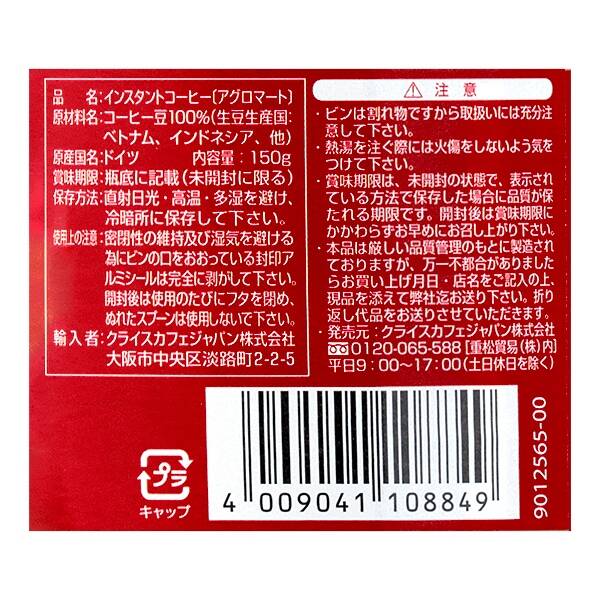 品名：インスタントコーヒー〔アグロマート〕
原材料名：コーヒー豆100％（生豆生産国：
ベトナム、インドネシア、他）
原産国名：ドイツ　内容量：150g
賞味期限：瓶底に記載（未開封に限る）
保存方法：直射日光・高温・多湿を避け、
冷暗所に保存して下さい。
使用上の注意：密閉性の維持及び湿気を避ける
為にビンの口をおおっている封印ア
ルミシールは完全に剥がして下さい。
開封後は使用のたびにフタを閉め、
ぬれたスプーンは使用しないで下さい。
輸入者：クライスカフェジャパン株式会社
大阪市中央区淡路町2-2-5
⚠注意
・ビンは割れ物ですから取扱いには充分注
意して下さい。
・熱湯を注ぐ際には火傷をしないよう気を
つけて下さい。
・賞味期限は、未開封の状態で、表示され
ている方法で保存した場合に品質が保
たれる期限です。開封後は賞味期限に
かかわらずお早めにお召し上がり下さい。
・本品は厳しい品質管理のもとに製造され
ておりますが、万一不都合がありました
らお買い上げ月日・店名をご記入の上、
現品を添えて弊社迄お送り下さい。折り
返し代品をお送りさせていただきます。
・発売元：クライスカフェジャパン株式会社
0120-065-588［重松貿易（株）内］
平日9：00〜17：00（土日休日を除く）
プラ
キャップ
4 009041 108849
9012565-00